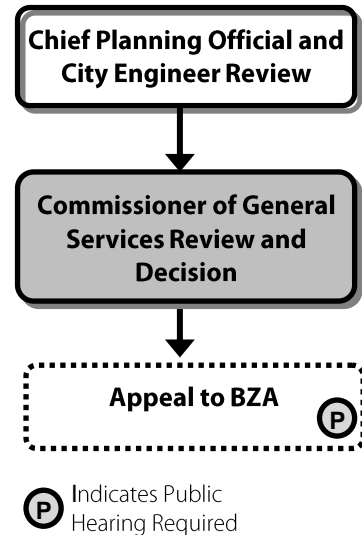 Chief Planning Official and
City Engineer Review
Commissioner of General
Services Review and
Decision
Appeal to BZA
P
P Indicates Public
Hearing Required